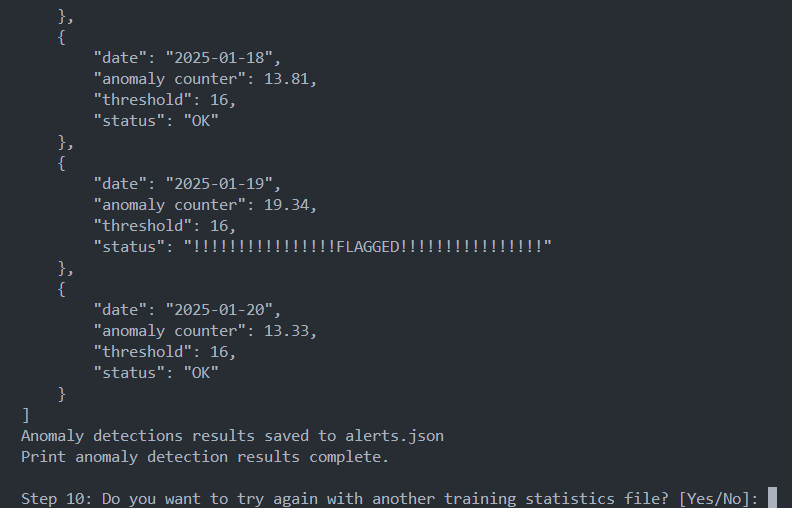 },
    {
        "date": "2025-01-18",
        "anomaly counter": 13.81,
        "threshold": 16,
        "status": "OK"
    },
    {
        "date": "2025-01-19",
        "anomaly counter": 19.34,
        "threshold": 16,
        "status": "!!!!!!!!!!!!!!!!FLAGGED!!!!!!!!!!!!!!!!"
    },
    {
        "date": "2025-01-20",
        "anomaly counter": 13.33,
        "threshold": 16,
        "status": "OK"
    }
]
Anomaly detections results saved to alerts.json
Print anomaly detection results complete.

Step 10: Do you want to try again with another training statistics file? [Yes/No]: